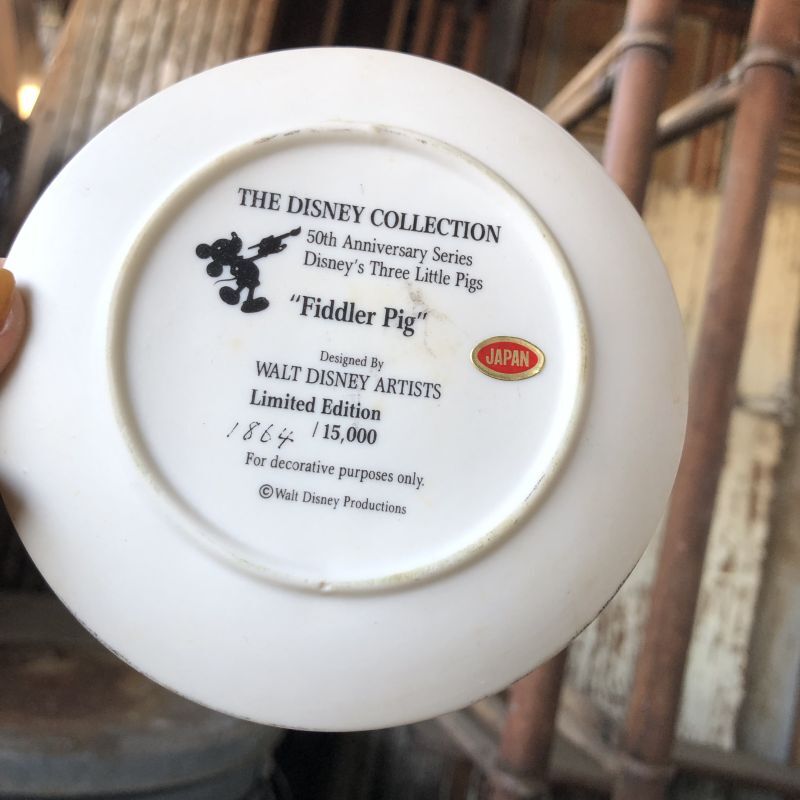 THE DISNEY COLLECTION
50th Anniversary Series
Disney's Three Little Pigs
"Fiddler Pig"
JAPAN
Designed By
WALT DISNEY ARTISTS
Limited Edition
1864 /15,000
For decorative purposes only.
©Walt Disney Productions